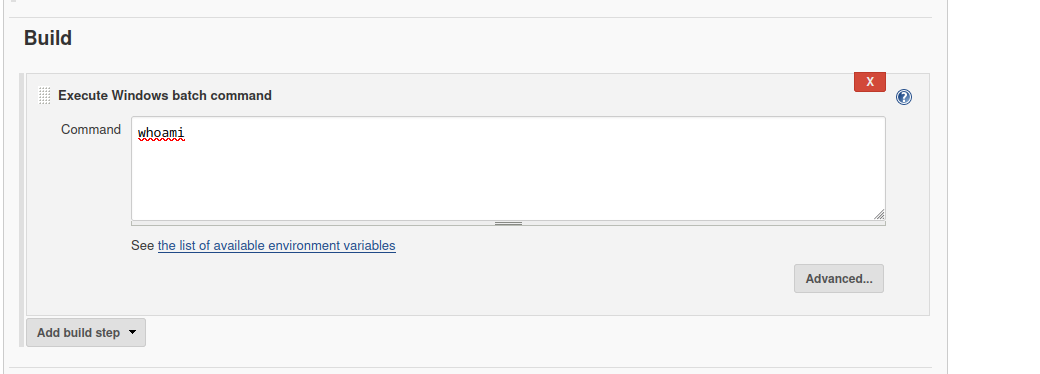 Build
X
Execute Windows batch command
?
Command whoami
See the list of available environment variables
Advanced...
Add build step